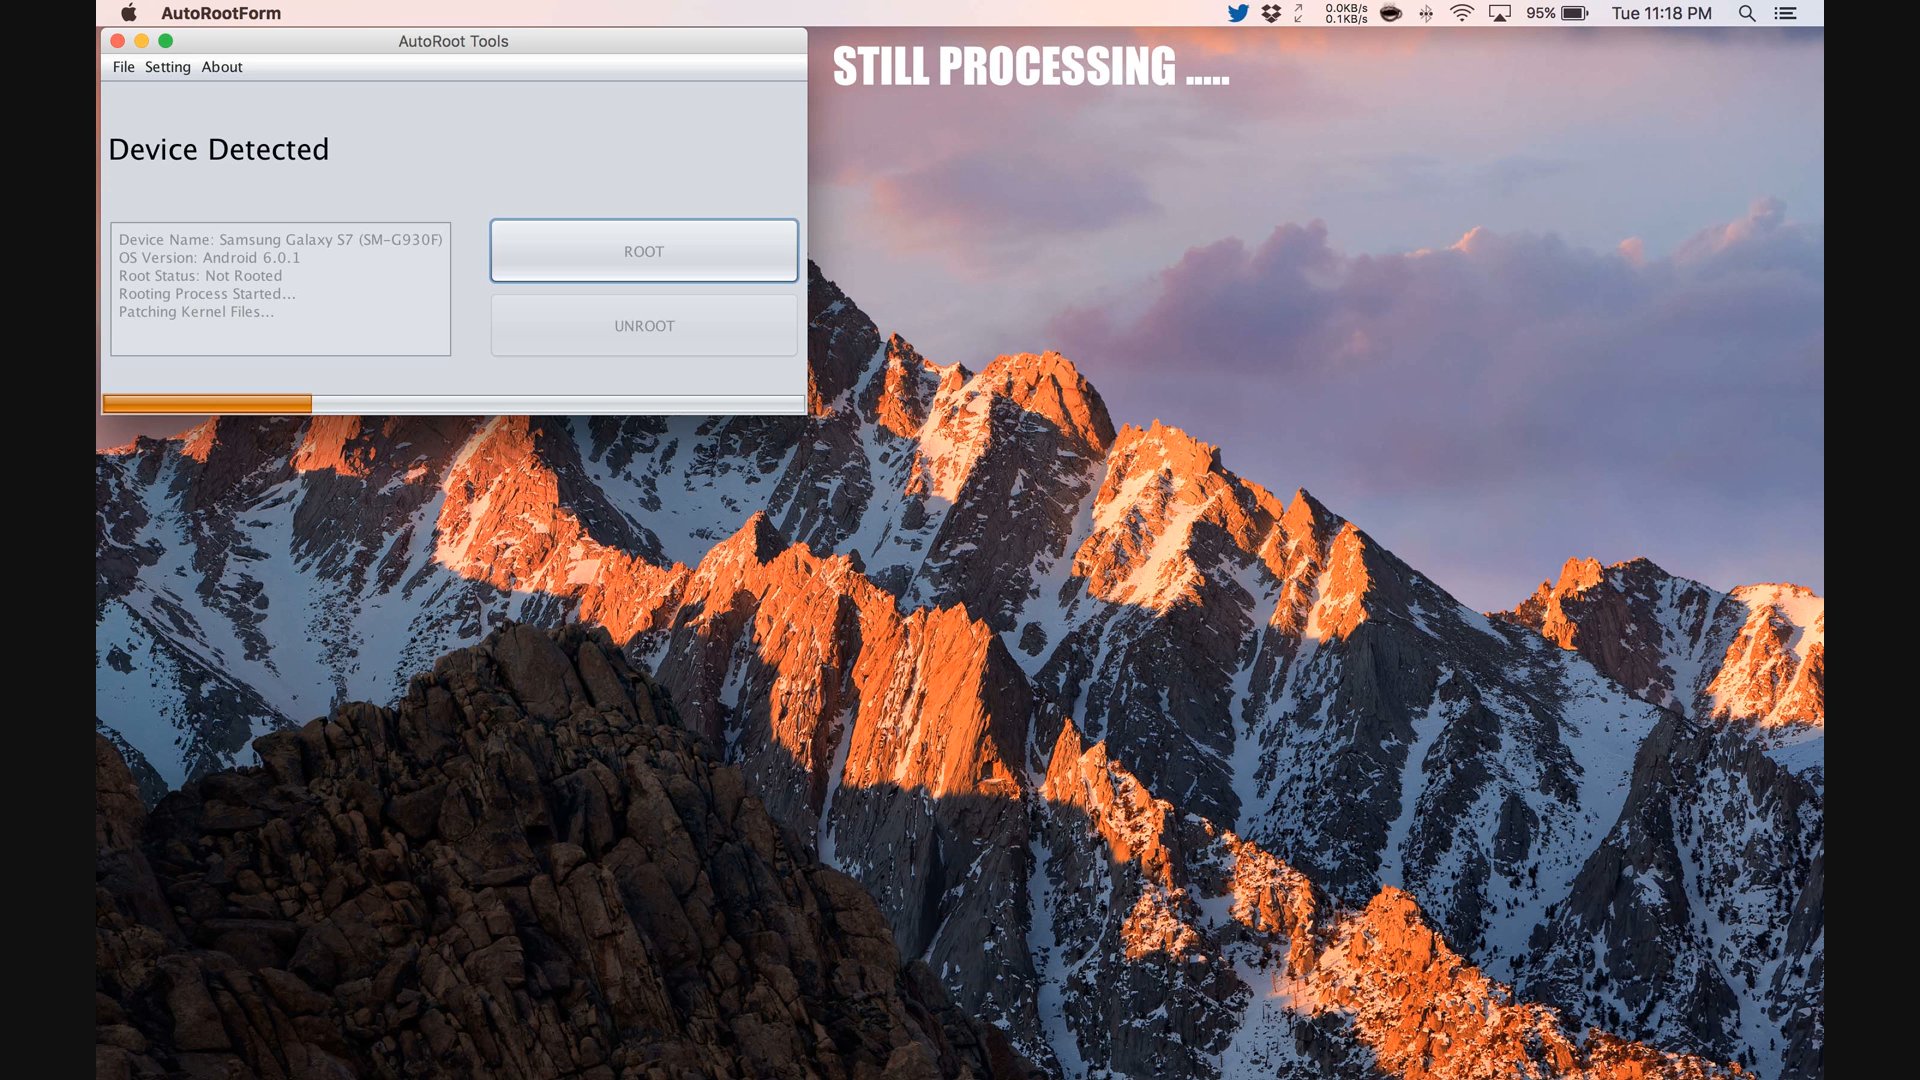 AutoRootForm
0.0KB/s
0.1KB/s
95%
Tue 11:18 PM
AutoRoot Tools
File Setting About
STILL PROCESSING .....
Device Detected
Device Name: Samsung Galaxy S7 (SM-G930F)
OS Version: Android 6.0.1
Root Status: Not Rooted
Rooting Process Started...
Patching Kernel Files...
ROOT
UNROOT